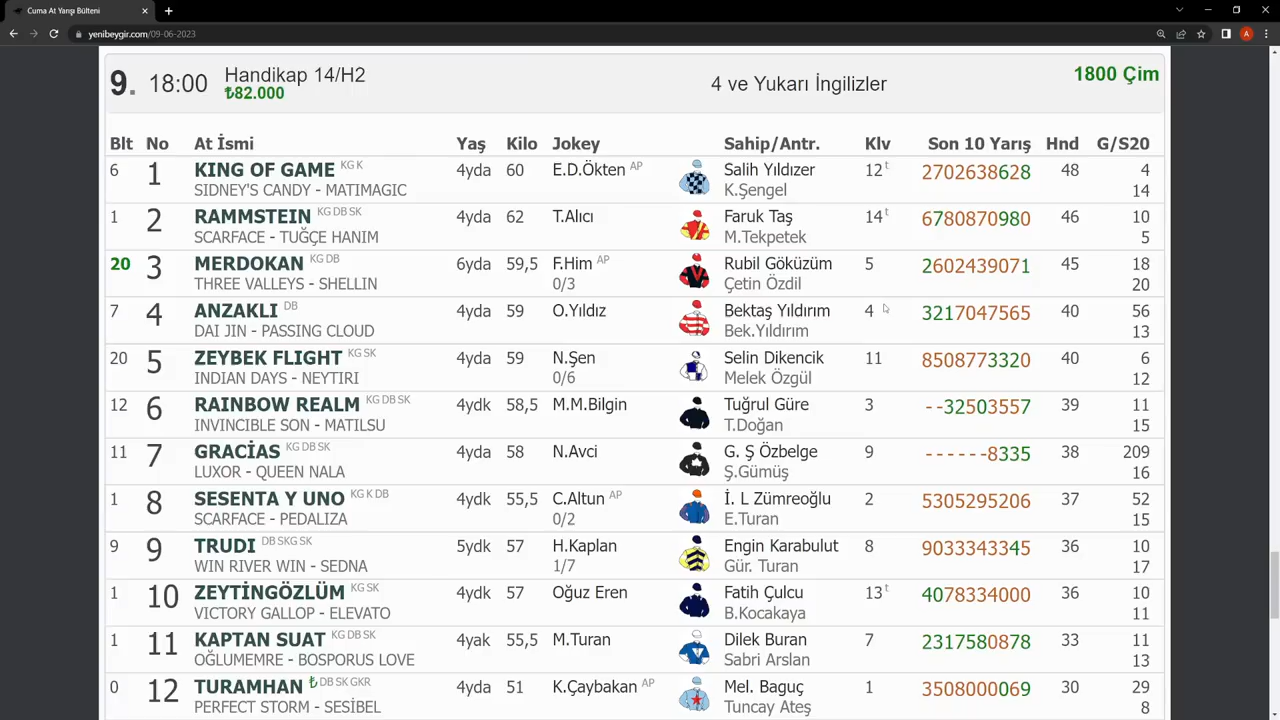 Cuma At Yarışı Bülteni
yenibeygir.com/09-06-2023
A
9. 18:00 Handikap 14/H2 4 ve Yukarı İngilizler 1800 Çim
₺82.000
Blt No At İsmi Yaş Kilo Jokey Sahip/Antr. Klv Son 10 Yarış Hnd G/S20
6 1 KING OF GAME KG K 4yda 60 E.D.Ökten AP Salih Yıldızer 12t 2702638628 48 4
SIDNEY'S CANDY - MATIMAGIC K.Şengel 14
1 2 RAMMSTEIN KG DB SK 4yda 62 T.Alıcı Faruk Taş 14t 6780870980 46 10
SCARFACE - TUĞÇE HANIM M.Tekpetek 5
20 3 MERDOKAN KG DB 6yda 59,5 F.Him AP Rubil Göküzüm 5 2602439071 45 18
THREE VALLEYS - SHELLIN 0/3 Çetin Özdil 20
7 4 ANZAKLI DB 4yda 59 O.Yıldız Bektaş Yıldırım 4 3217047565 40 56
DAI JIN - PASSING CLOUD Bek.Yıldırım 13
20 5 ZEYBEK FLIGHT KG SK 4yda 59 N.Şen Selin Dikencik 11 8508773320 40 6
INDIAN DAYS - NEYTIRI 0/6 Melek Özgül 12
12 6 RAINBOW REALM KG DB SK 4ydk 58,5 M.M.Bilgin Tuğrul Güre 3 --32503557 39 11
INVINCIBLE SON - MATILSU T.Doğan 15
11 7 GRACİAS KG DB SK 4ydk 58 N.Avci G. Ş Özbelge 9 ------8335 38 209
LUXOR - QUEEN NALA Ş.Gümüş 16
1 8 SESENTA Y UNO KG K DB 4ydk 55,5 C.Altun AP İ. L Zümreoğlu 2 5305295206 37 52
SCARFACE - PEDALIZA 0/2 E.Turan 15
9 9 TRUDI DB SKG SK 5ydk 57 H.Kaplan Engin Karabulut 8 9033343345 36 10
WIN RIVER WIN - SEDNA 1/7 Gür. Turan 17
1 10 ZEYTİNGÖZLÜM KG SK 4ydk 57 Oğuz Eren Fatih Çulcu 13t 4078334000 36 10
VICTORY GALLOP - ELEVATO B.Kocakaya 11
1 11 KAPTAN SUAT KG DB SK 4yak 55,5 M.Turan Dilek Buran 7 2317580878 33 11
OĞLUMEMRE - BOSPORUS LOVE Sabri Arslan 13
0 12 TURAMHAN ₺ DB SK GKR 4yda 51 K.Çaybakan AP Mel. Baguç 1 3508000069 30 29
PERFECT STORM - SESİBEL Tuncay Ateş 8